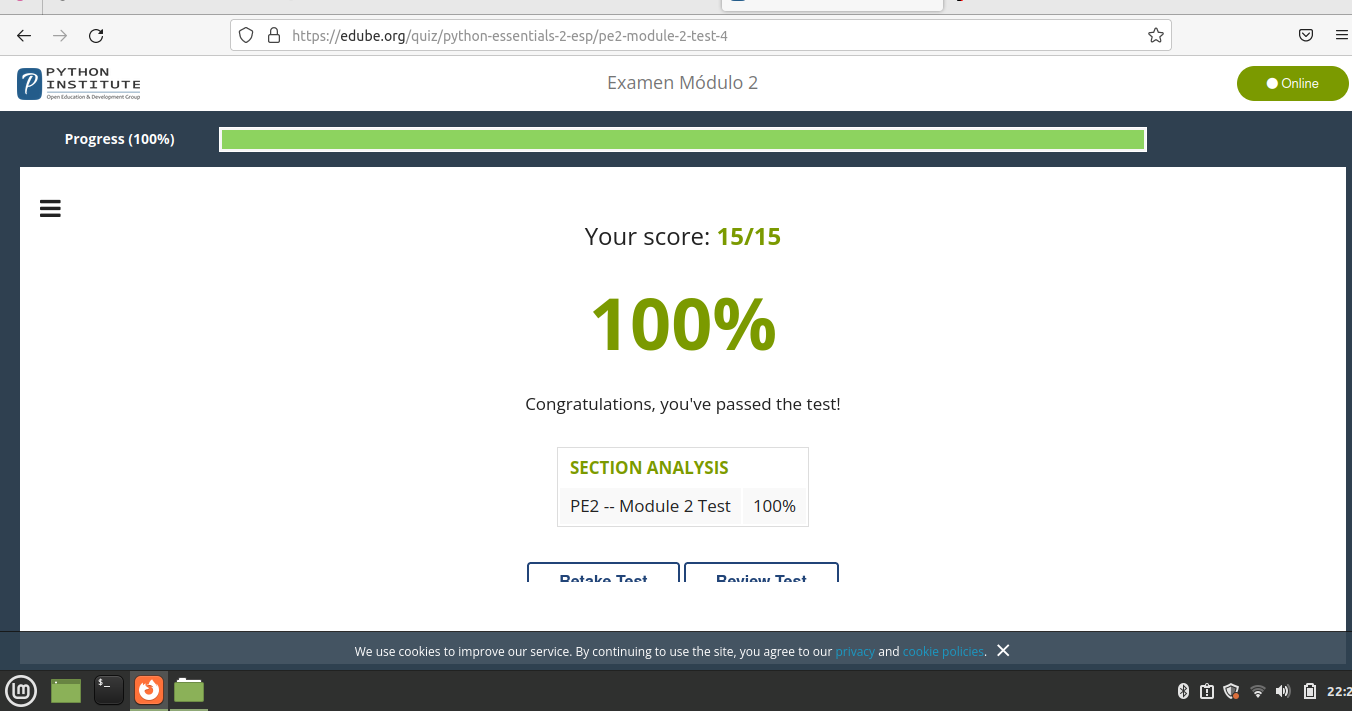 https://edube.org/quiz/python-essentials-2-esp/pe2-module-2-test-4
PYTHON
INSTITUTE
Open Education & Development Group
Examen Módulo 2
Online
Progress (100%)
Your score: 15/15
100%
Congratulations, you've passed the test!
SECTION ANALYSIS
PE2 -- Module 2 Test 100%
Retake Test Review Test
We use cookies to improve our service. By continuing to use the site, you agree to our privacy and cookie policies.
22:2